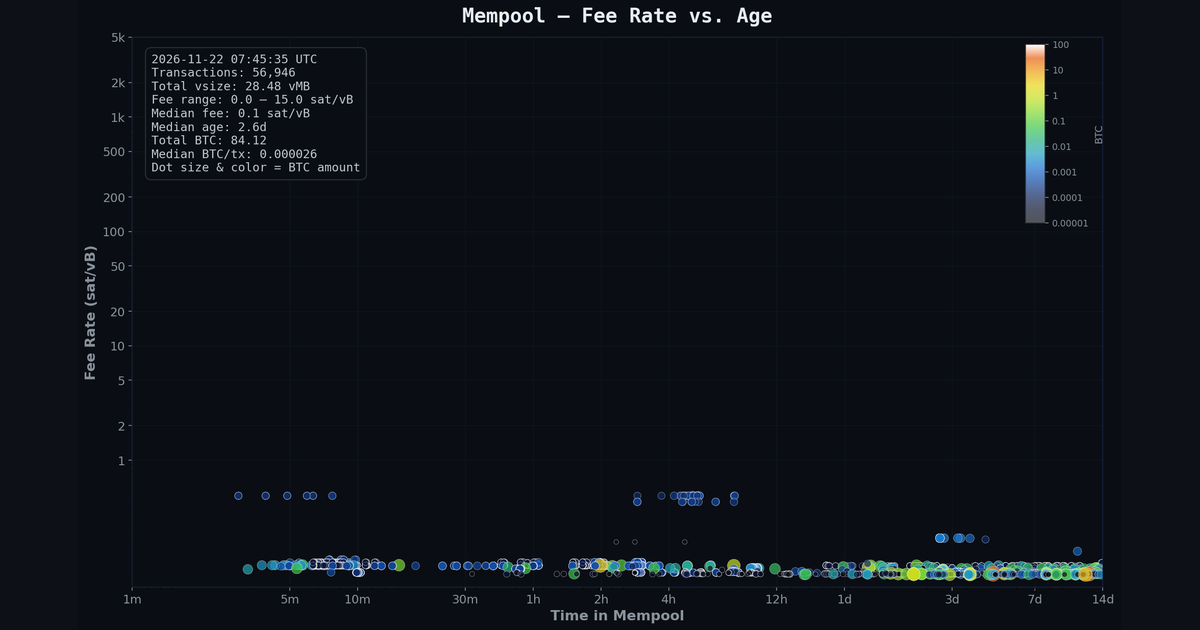 Mempool — Fee Rate vs. Age
2026-11-22 07:45:35 UTC
Transactions: 56,946
Total vsize: 28.48 vMB
Fee range: 0.0 — 15.0 sat/vB
Median fee: 0.1 sat/vB
Median age: 2.6d
Total BTC: 84.12
Median BTC/tx: 0.000026
Dot size & color = BTC amount
5k
2k
1k
500
200
100
50
20
10
5
2
1
Fee Rate (sat/vB)
100
10
1
0.1
0.01
0.001
0.0001
0.00001
BTC
1m
5m
10m
30m
1h
2h
4h
12h
1d
3d
7d
14d
Time in Mempool